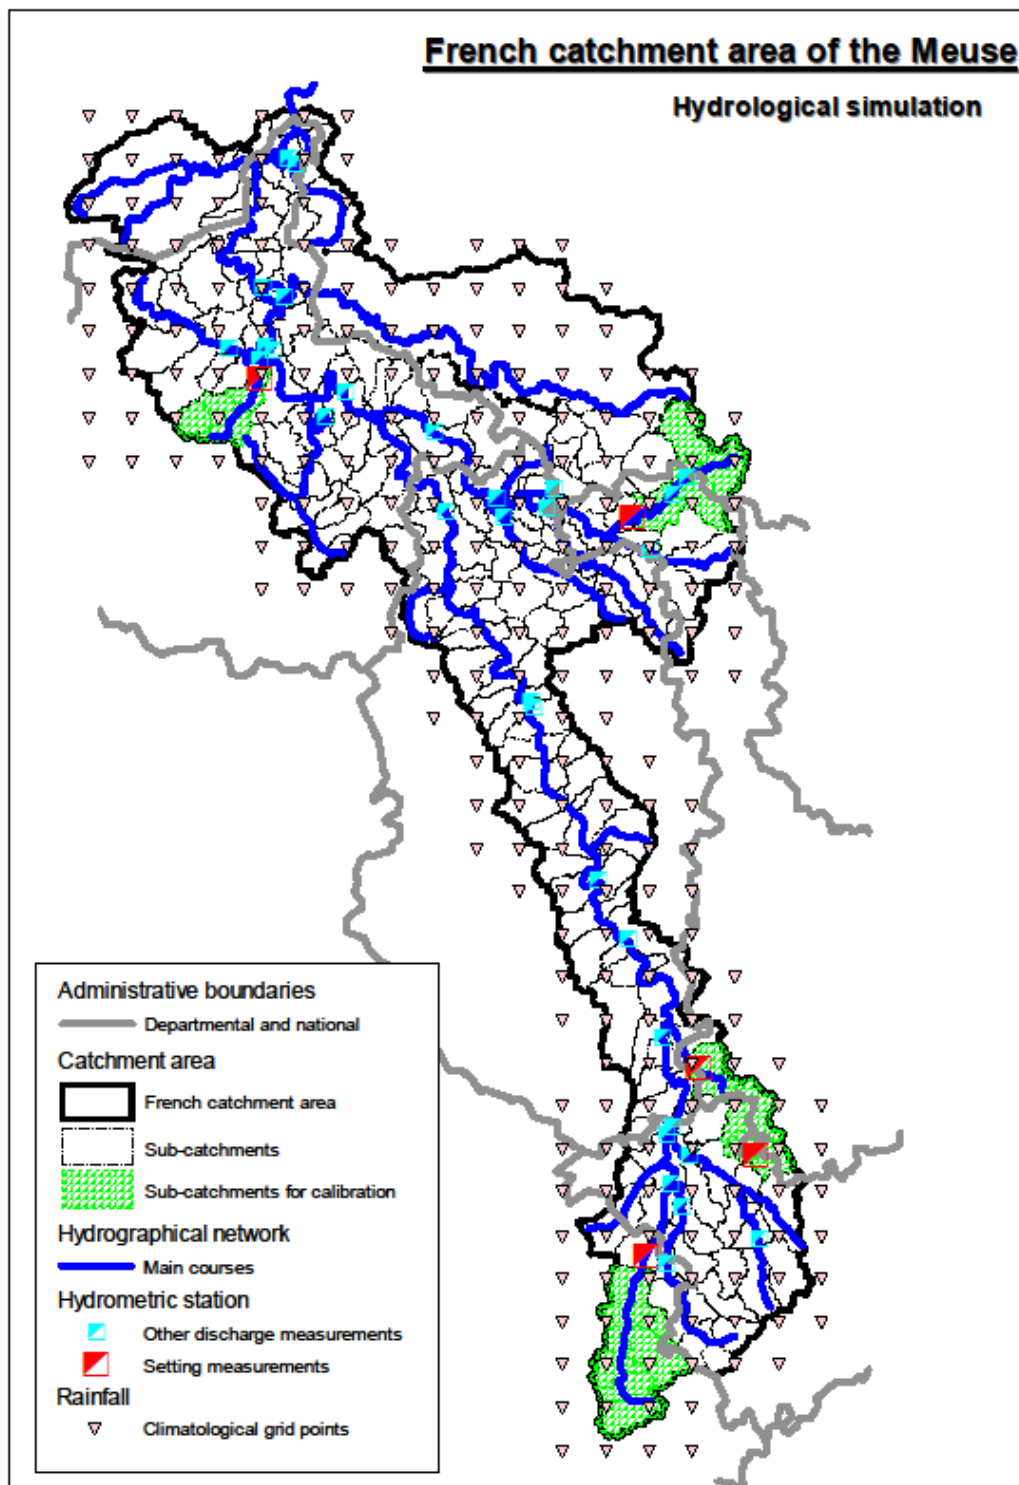 French catchment area of the Meuse
Hydrological simulation
Administrative boundaries
Departmental and national
Catchment area
French catchment area
Sub-catchments
Sub-catchments for calibration
Hydrographical network
Main courses
Hydrometric station
Other discharge measurements
Setting measurements
Rainfall
Climatological grid points